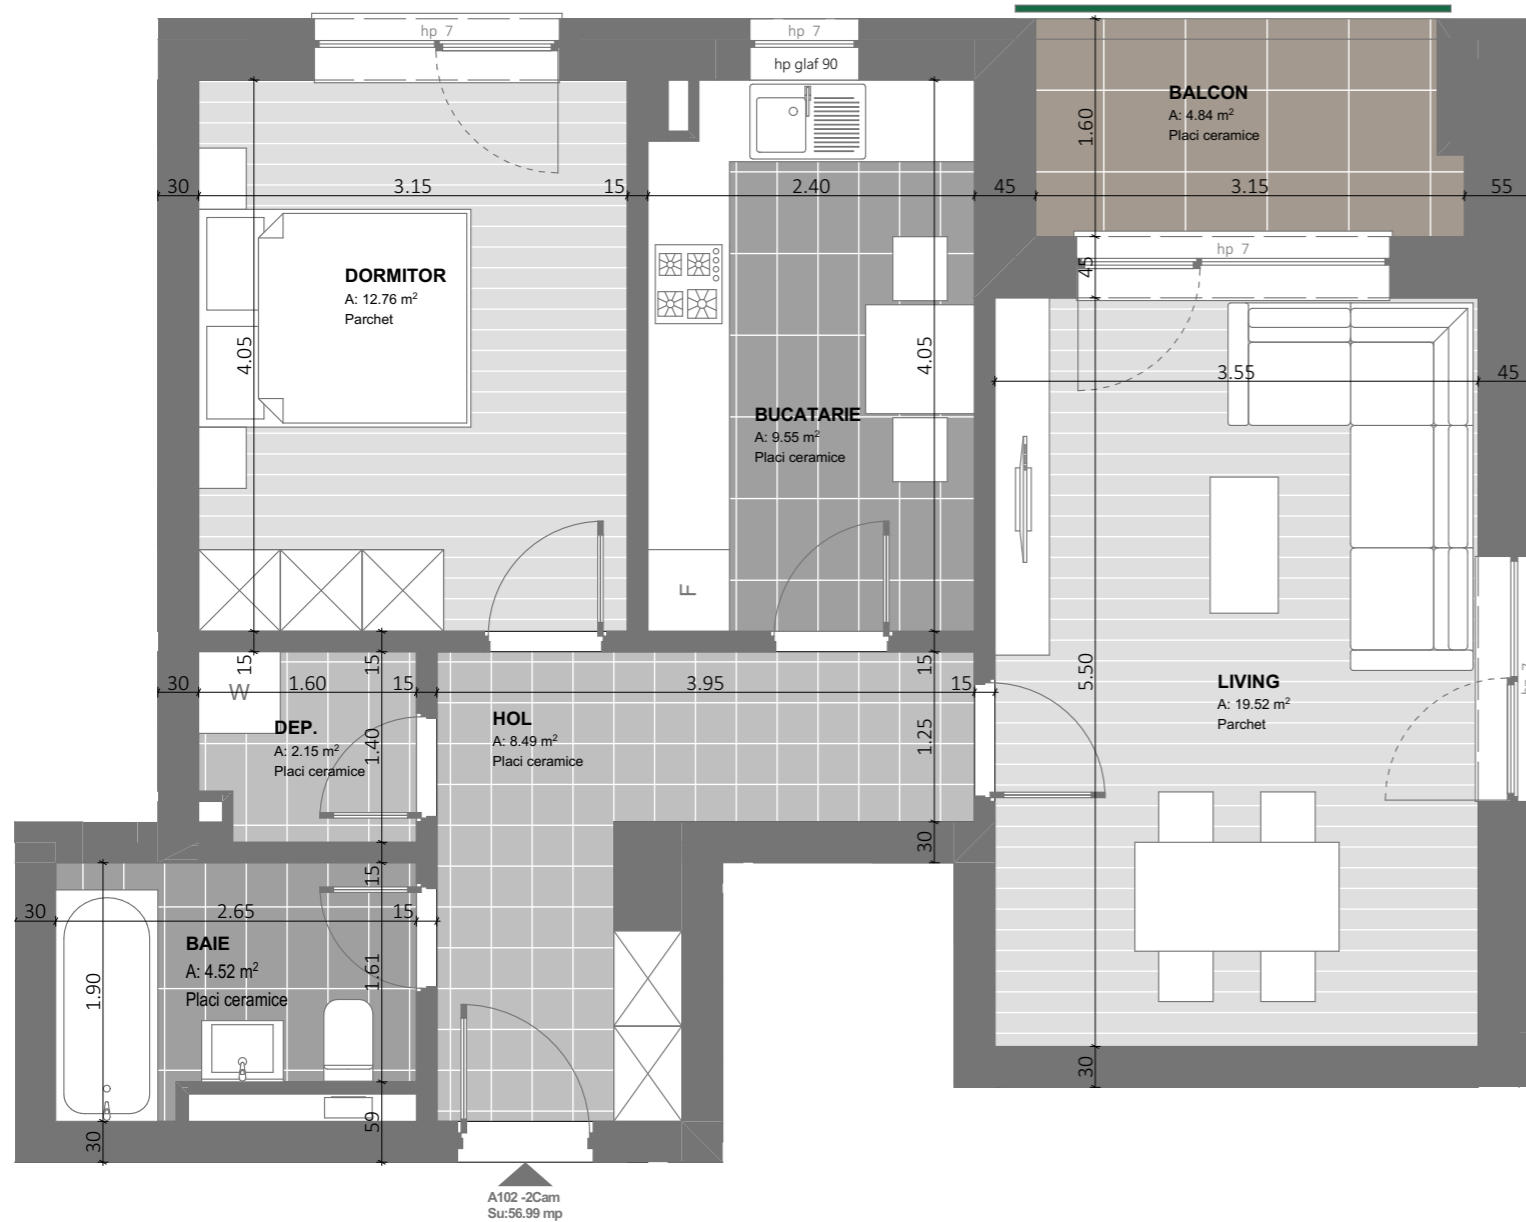 hp 7
hp 7
hp glaf 90
BALCON
A: 4.84 m²
Placi ceramice
1.60
30
3.15
15
2.40
45
3.15
55
hp 7
45
DORMITOR
A: 12.76 m²
Parchet
4.05
4.05
3.55
45
BUCATARIE
A: 9.55 m²
Placi ceramice
F
15
15
15
5.50
30
W
1.60
15
3.95
15
LIVING
A: 19.52 m²
Parchet
hp 7
DEP.
A: 2.15 m²
Placi ceramice
1.40
HOL
A: 8.49 m²
Placi ceramice
1.25
30
15
30
2.65
15
BAIE
A: 4.52 m²
Placi ceramice
1.90
1.61
30
59
30
A102 -2Cam
Su:56.99 mp